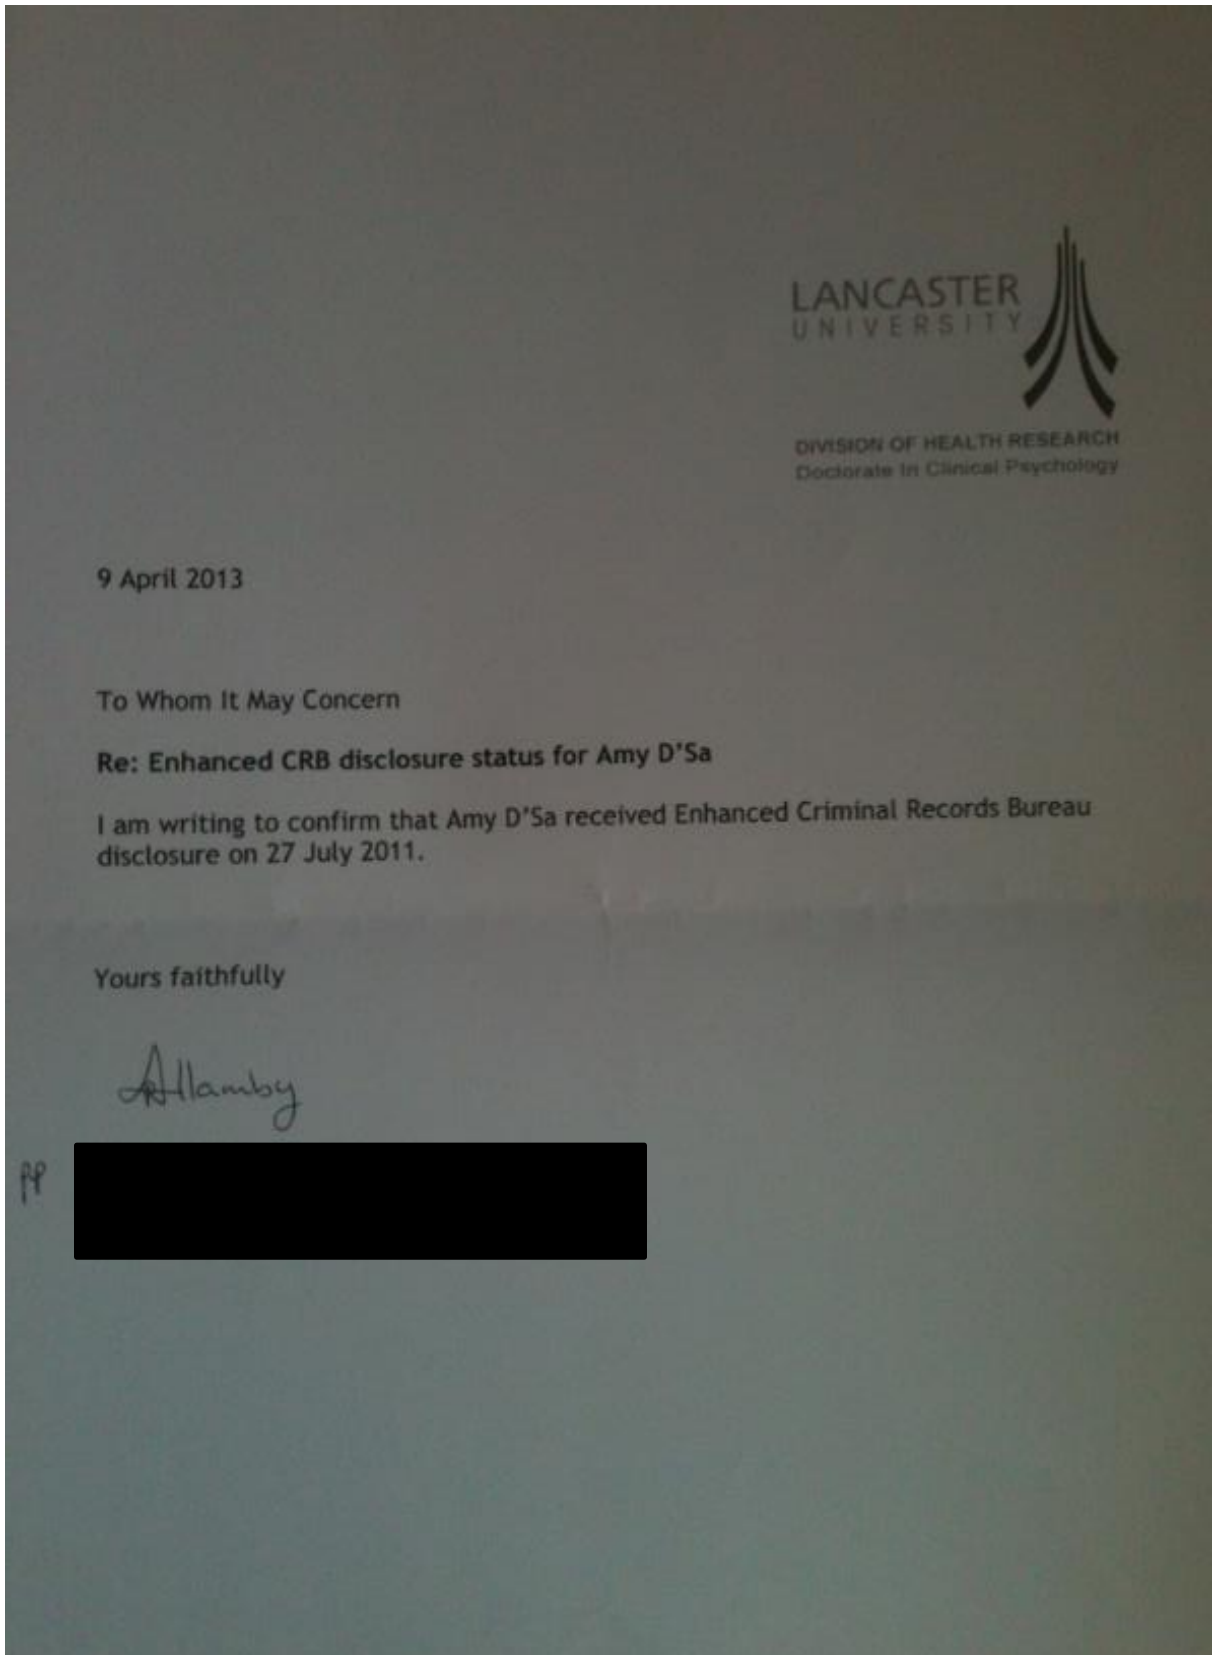 LANCASTER
UNIVERSITY
DIVISION OF HEALTH RESEARCH
Doctorate In Clinical Psychology
9 April 2013
To Whom It May Concern
Re: Enhanced CRB disclosure status for Amy D'Sa
I am writing to confirm that Amy D'Sa received Enhanced Criminal Records Bureau
disclosure on 27 July 2011.
Yours faithfully
Allamby
pp